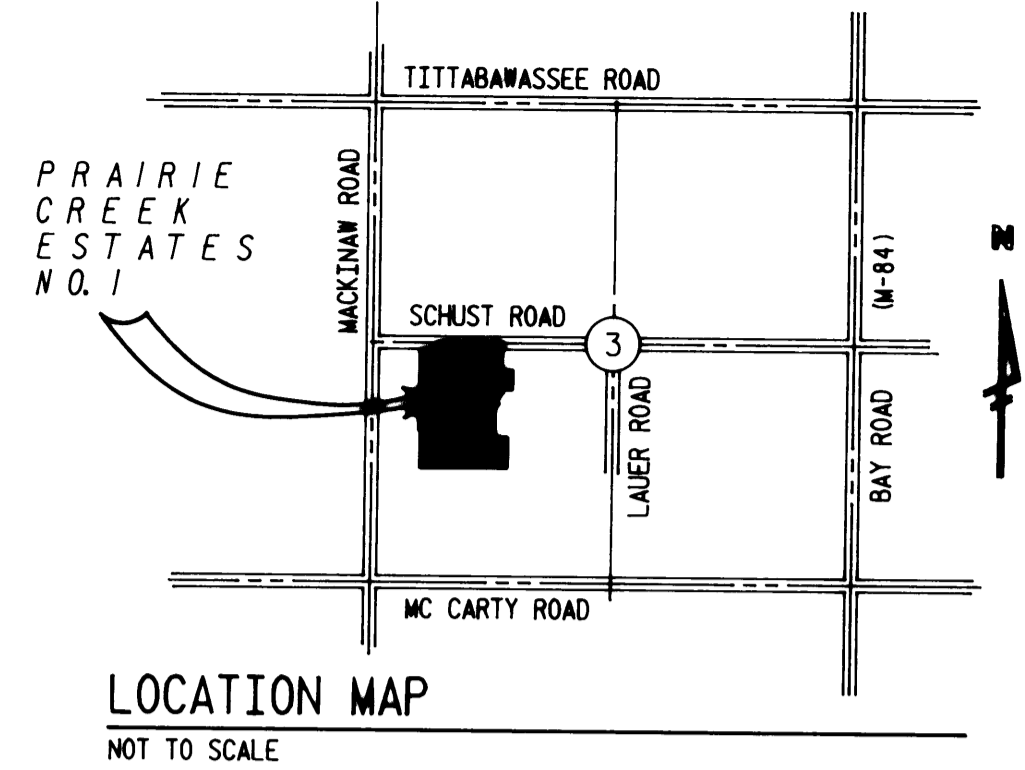 TITTABAWASSEE ROAD
PRAIRIE
CREEK
ESTATES
NO. 1
MACKINAW ROAD
(M-84)
N
SCHUST ROAD
3
LAUER ROAD
BAY ROAD
MC CARTY ROAD
LOCATION MAP
NOT TO SCALE